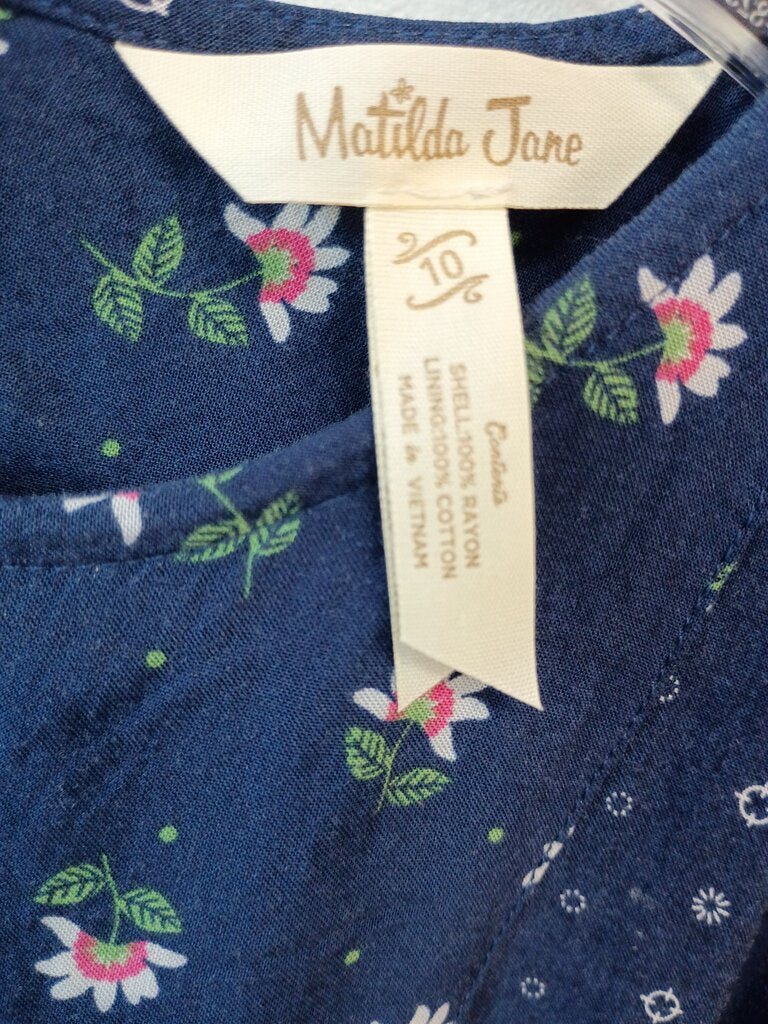 Matilda Jane
10
Contents
SHELL:100% RAYON
LINING:100% COTTON
MADE in VIETNAM